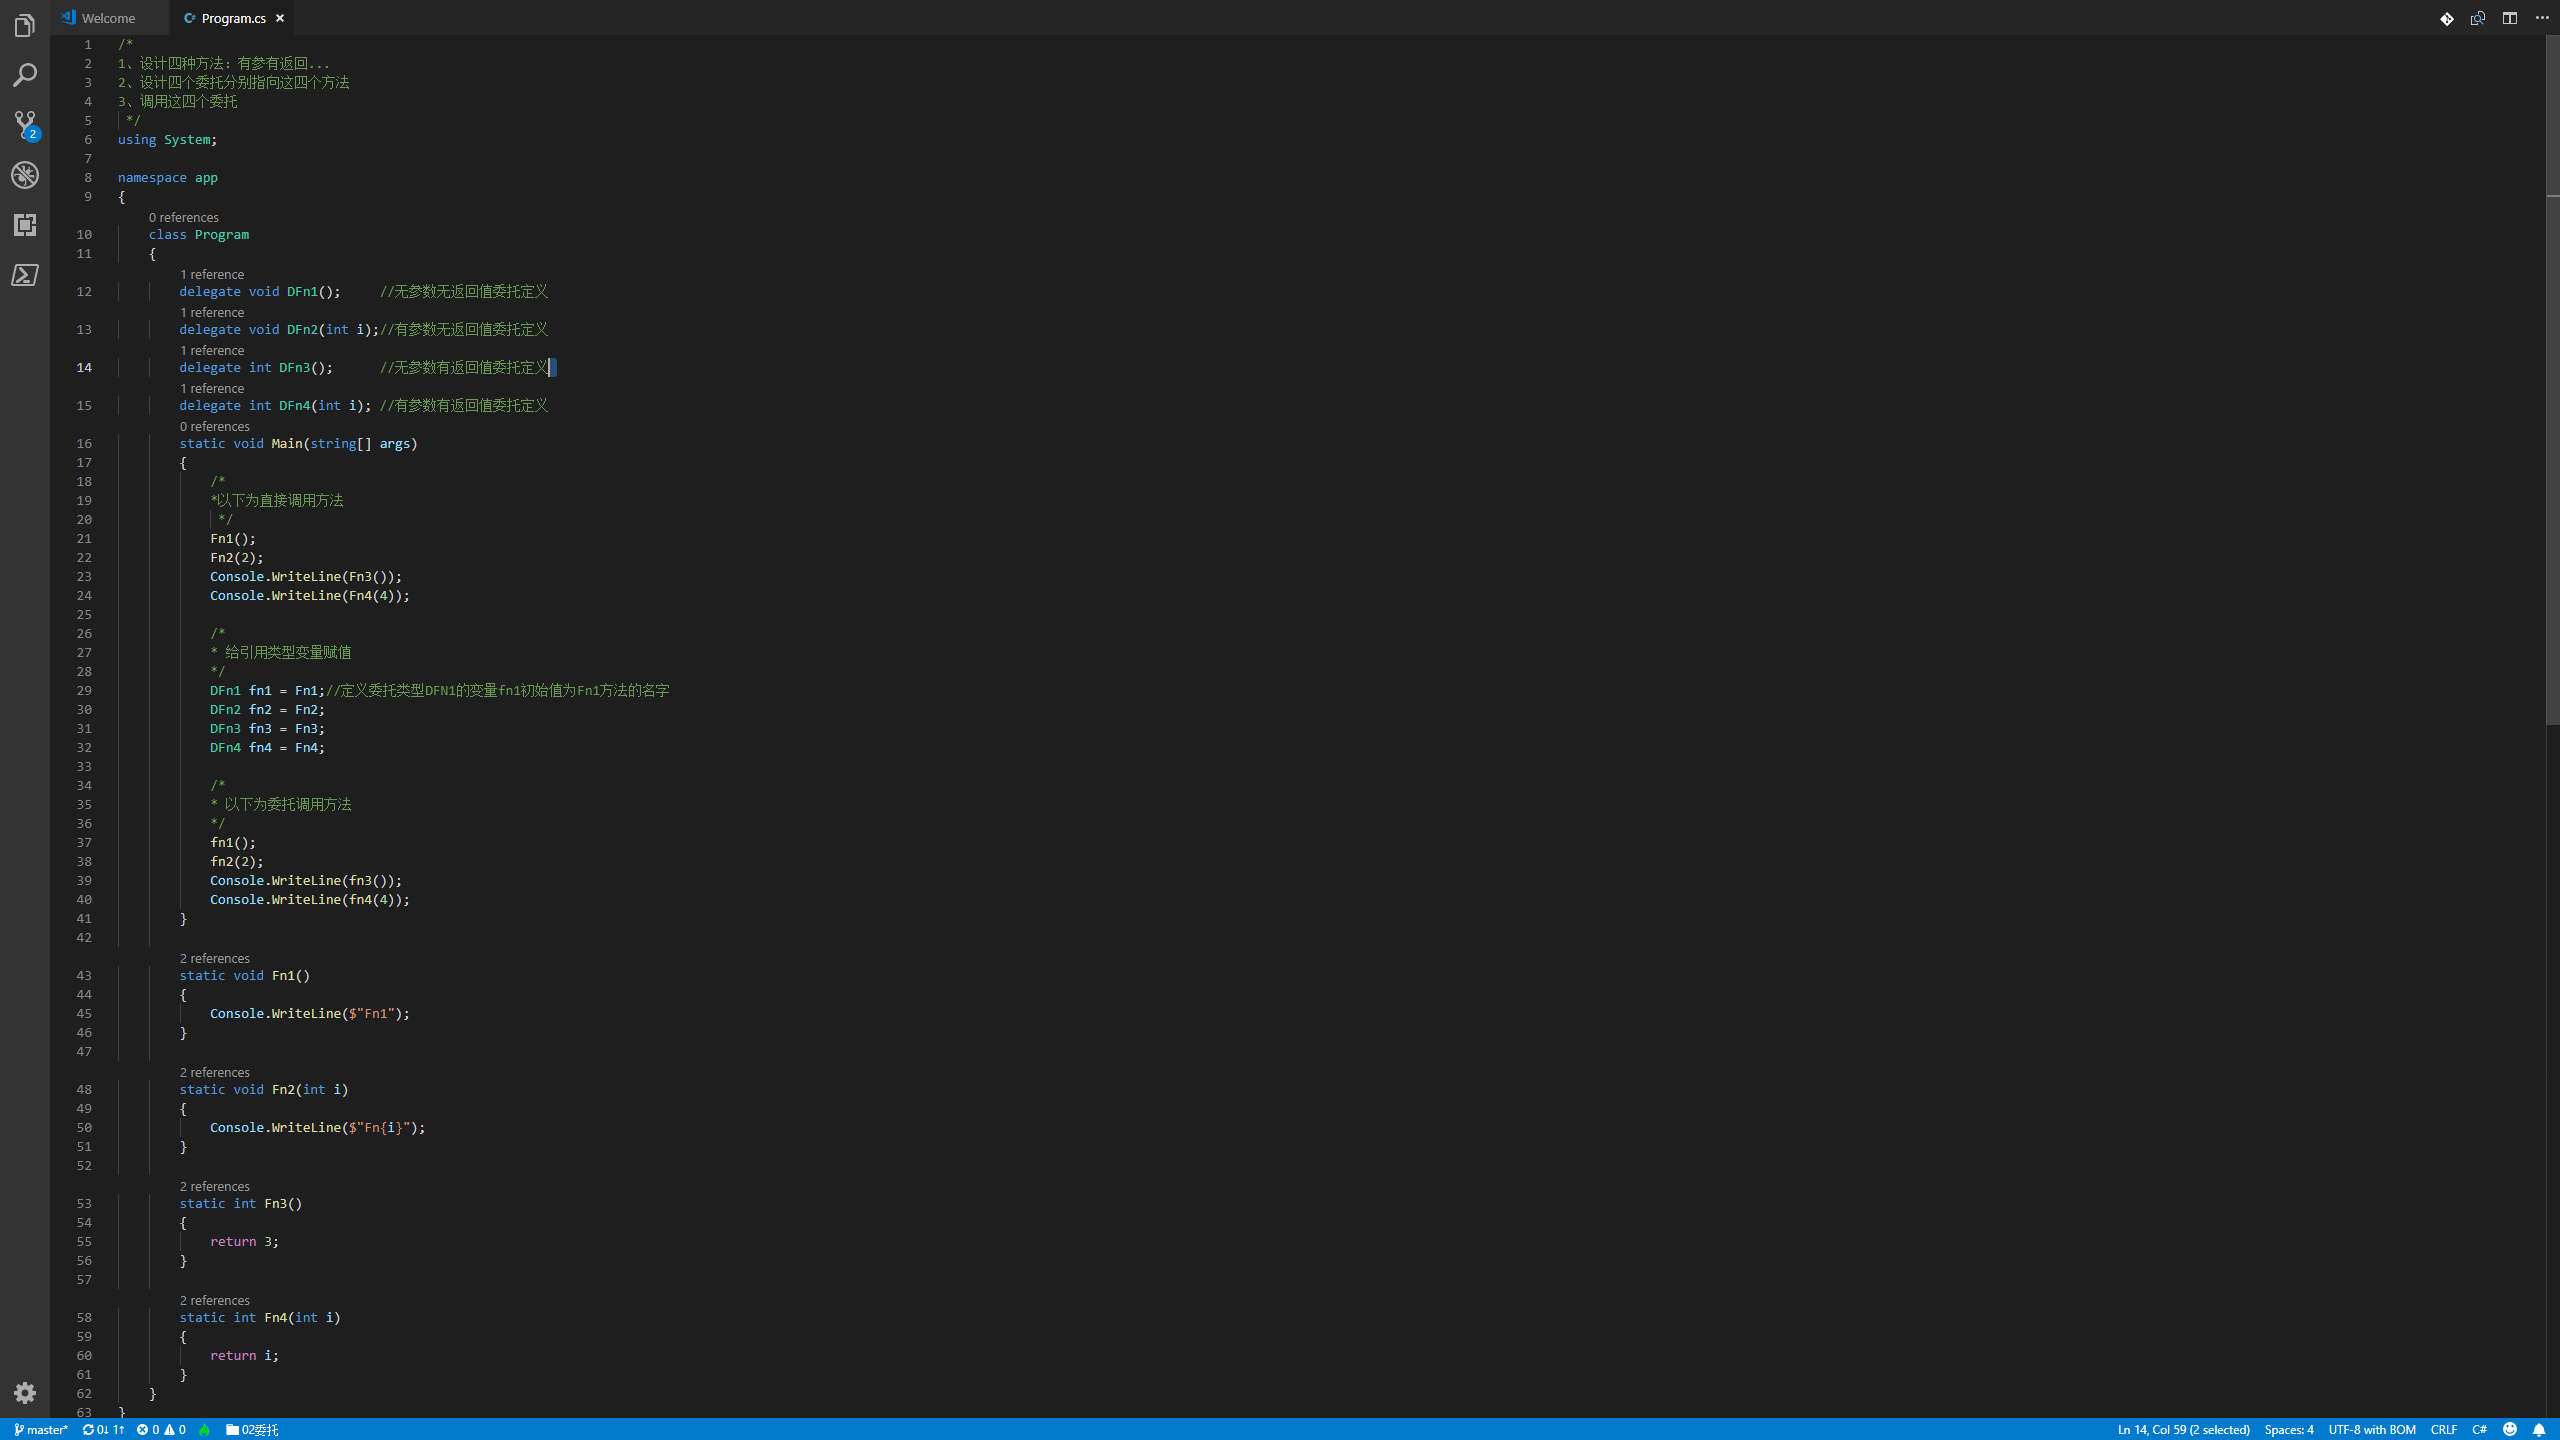 Welcome
C# Program.cs ×
1 /*
2 1、设计四种方法：有参有返回...
3 2、设计四个委托分别指向这四个方法
4 3、调用这四个委托
5 */
6 using System;
7
8 namespace app
9 {
0 references
10 class Program
11 {
1 reference
12 delegate void DFn1(); //无参数无返回值委托定义
1 reference
13 delegate void DFn2(int i);//有参数无返回值委托定义
1 reference
14 delegate int DFn3(); //无参数有返回值委托定义
1 reference
15 delegate int DFn4(int i); //有参数有返回值委托定义
0 references
16 static void Main(string[] args)
17 {
18 /*
19 *以下为直接调用方法
20 */
21 Fn1();
22 Fn2(2);
23 Console.WriteLine(Fn3());
24 Console.WriteLine(Fn4(4));
25
26 /*
27 * 给引用类型变量赋值
28 */
29 DFn1 fn1 = Fn1;//定义委托类型DFN1的变量fn1初始值为Fn1方法的名字
30 DFn2 fn2 = Fn2;
31 DFn3 fn3 = Fn3;
32 DFn4 fn4 = Fn4;
33
34 /*
35 * 以下为委托调用方法
36 */
37 fn1();
38 fn2(2);
39 Console.WriteLine(fn3());
40 Console.WriteLine(fn4(4));
41 }
42
2 references
43 static void Fn1()
44 {
45 Console.WriteLine($"Fn1");
46 }
47
2 references
48 static void Fn2(int i)
49 {
50 Console.WriteLine($"Fn{i}");
51 }
52
2 references
53 static int Fn3()
54 {
55 return 3;
56 }
57
2 references
58 static int Fn4(int i)
59 {
60 return i;
61 }
62 }
63 }
2
master* 0↓ 1↑ 0 0 02委托 Ln 14, Col 59 (2 selected) Spaces: 4 UTF-8 with BOM CRLF C#